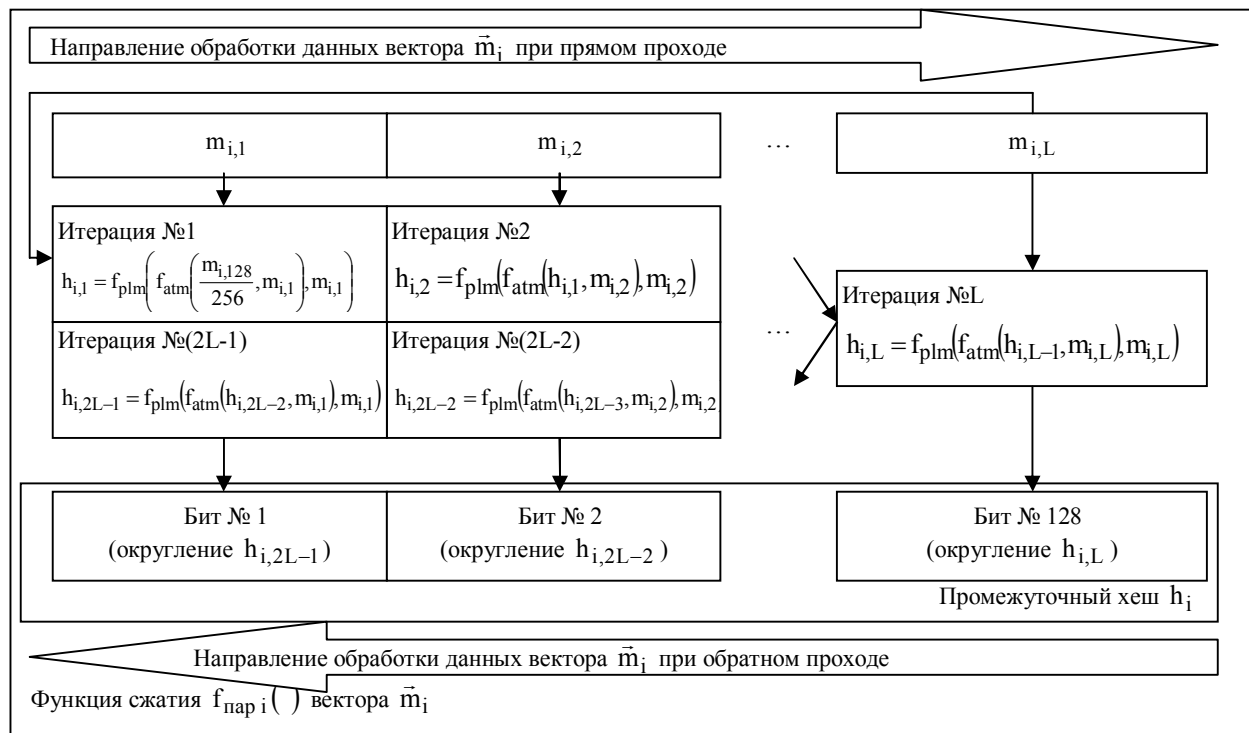 Направление обработки данных вектора m⃗_i при прямом проходе
m_{i,1} m_{i,2} … m_{i,L}
Итерация №1
h_{i,1} = f_{plm}(f_{atm}(m_{i,128}/256, m_{i,1}), m_{i,1})
Итерация №2
h_{i,2} = f_{plm}(f_{atm}(h_{i,1}, m_{i,2}), m_{i,2})
Итерация №(2L-1)
h_{i,2L−1} = f_{plm}(f_{atm}(h_{i,2L−2}, m_{i,1}), m_{i,1})
Итерация №(2L-2)
h_{i,2L−2} = f_{plm}(f_{atm}(h_{i,2L−3}, m_{i,2}), m_{i,2}
…
Итерация №L
h_{i,L} = f_{plm}(f_{atm}(h_{i,L−1}, m_{i,L}), m_{i,L})
Бит № 1
(округление h_{i,2L−1})
Бит № 2
(округление h_{i,2L−2})
Бит № 128
(округление h_{i,L})
Промежуточный хеш h_i
Направление обработки данных вектора m⃗_i при обратном проходе
Функция сжатия f_{пар i}( ) вектора m⃗_i